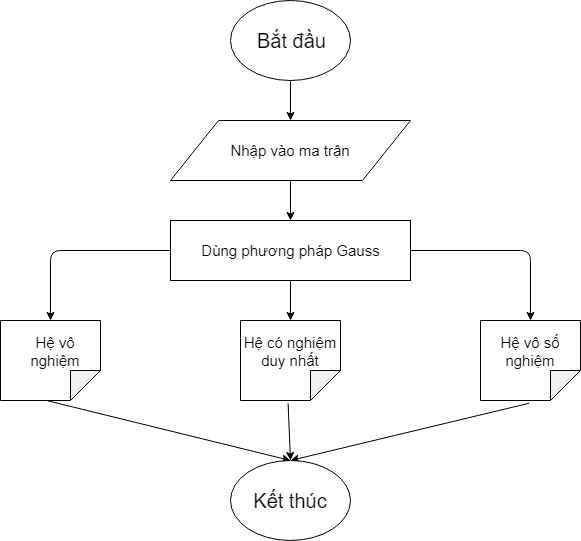 Bắt đầu
Nhập vào ma trận
Dùng phương pháp Gauss
Hệ vô
nghiệm
Hệ có nghiệm
duy nhất
Hệ vô số
nghiệm
Kết thúc